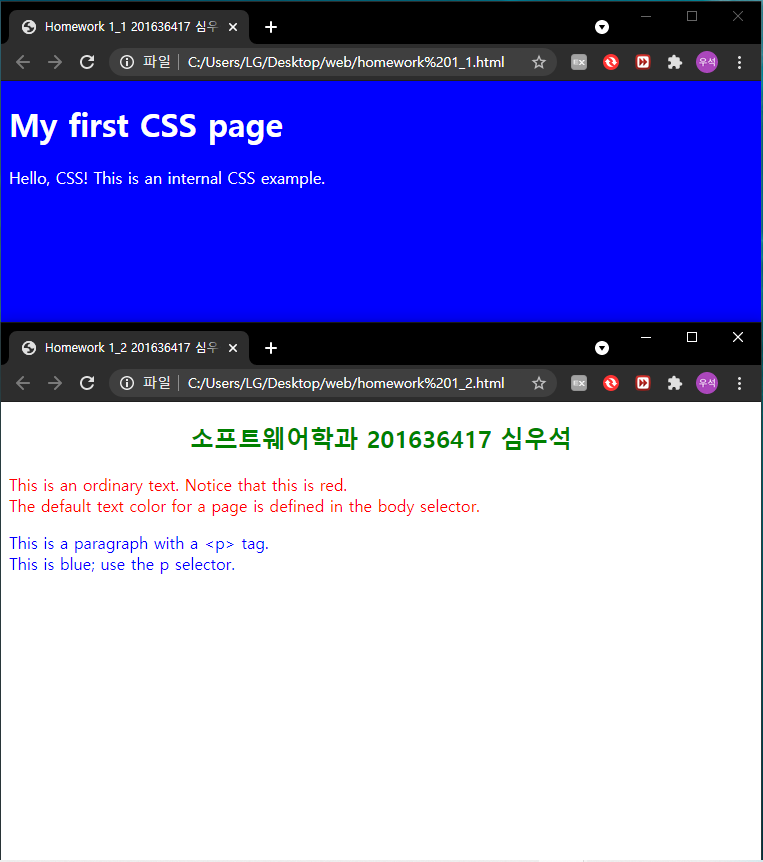 Homework 1_1 201636417 심우
파일 C:/Users/LG/Desktop/web/homework%201_1.html 우석
My first CSS page
Hello, CSS! This is an internal CSS example.
Homework 1_2 201636417 심우
파일 C:/Users/LG/Desktop/web/homework%201_2.html 우석
소프트웨어학과 201636417 심우석
This is an ordinary text. Notice that this is red.
The default text color for a page is defined in the body selector.
This is a paragraph with a <p> tag.
This is blue; use the p selector.